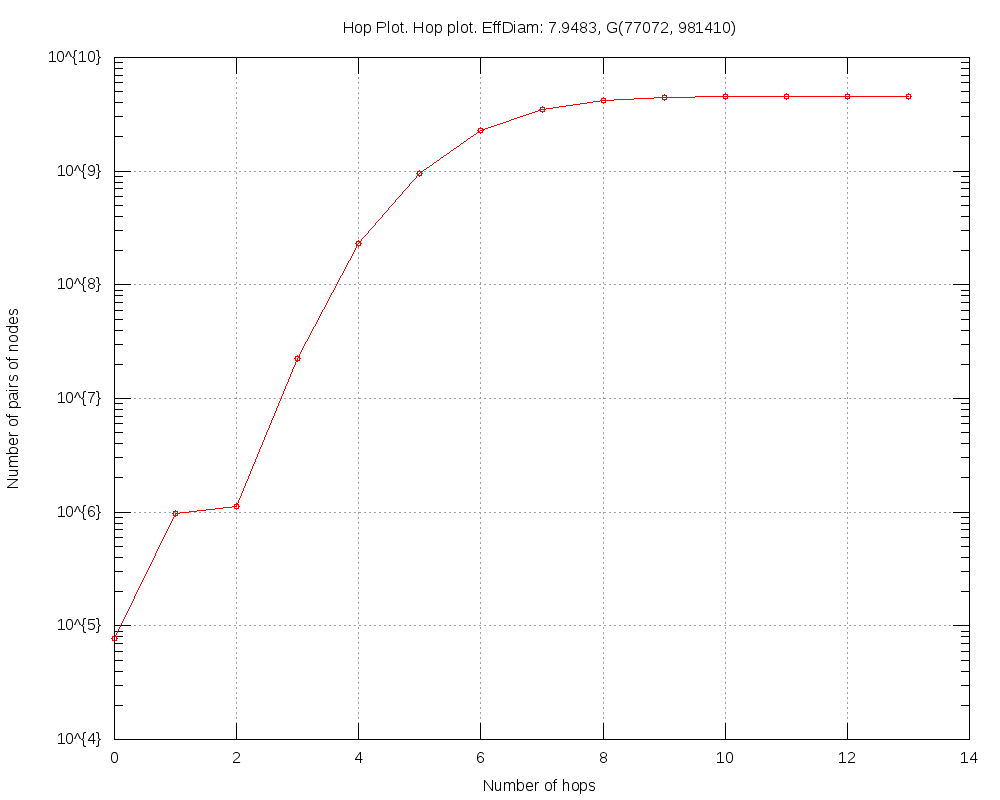 Hop Plot. Hop plot. EffDiam: 7.9483, G(77072, 981410)
10^{10}
10^{9}
10^{8}
10^{7}
10^{6}
10^{5}
10^{4}
Number of pairs of nodes
0 2 4 6 8 10 12 14
Number of hops